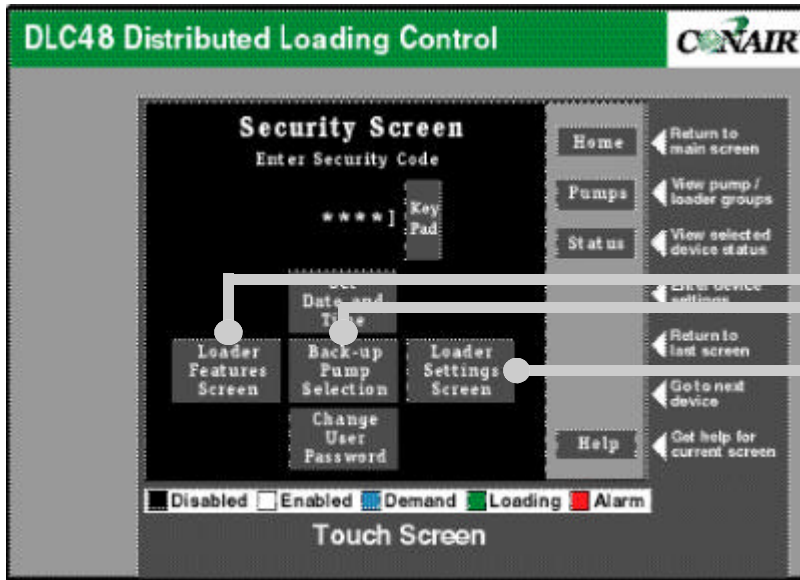 DLC48 Distributed Loading Control
CONAIR
Security Screen
Enter Security Code
****]
Key
Pad
Date and
Time
Loader
Features
Screen
Back-up
Pump
Selection
Loader
Settings
Screen
Change
User
Password
Home
Return to
main screen
Pumps
View pump /
loader groups
Status
View selected
device status
Enter device
settings
Return to
last screen
Go to next
device
Help
Get help for
current screen
Disabled Enabled Demand Loading Alarm
Touch Screen